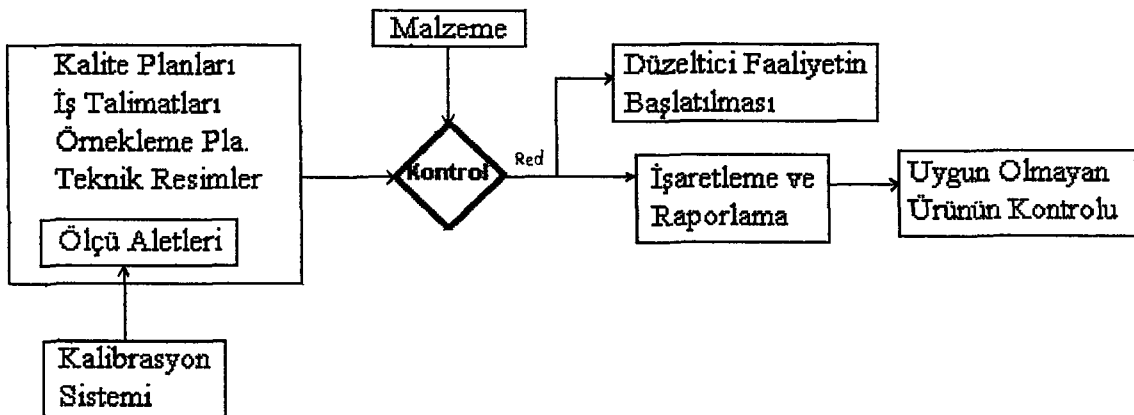 Malzeme
Kalite Planları
İş Talimatları
Örnekleme Pla.
Teknik Resimler
Ölçü Aletleri
Kalibrasyon
Sistemi
Kontrol
Red
Düzeltici Faaliyetin
Başlatılması
İşaretleme ve
Raporlama
Uygun Olmayan
Ürünün Kontrolu